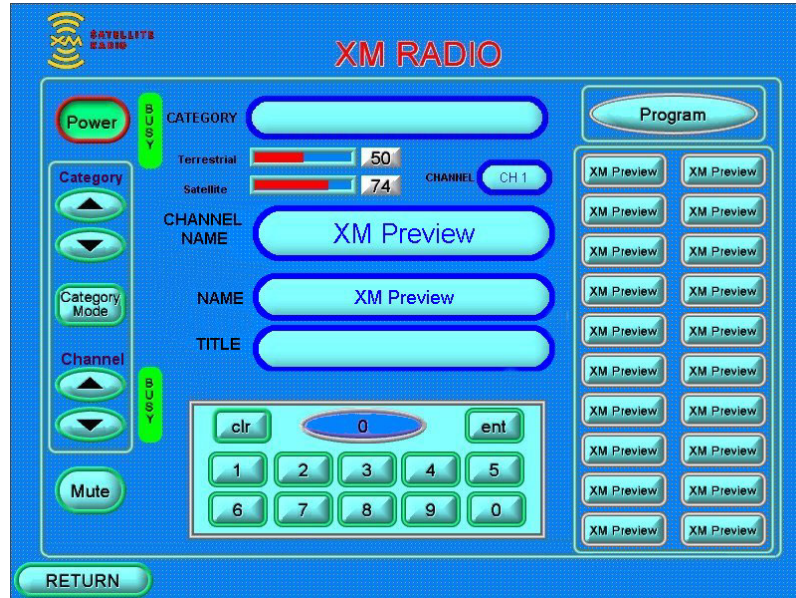 XM
SATELLITE
RADIO
XM RADIO
Power
BUSY
CATEGORY
Program
Terrestrial 50
Satellite 74
CHANNEL CH 1
Category
CHANNEL
NAME
XM Preview
Category
Mode
NAME XM Preview
TITLE
Channel
BUSY
clr 0 ent
1 2 3 4 5
6 7 8 9 0
Mute
XM Preview XM Preview
XM Preview XM Preview
XM Preview XM Preview
XM Preview XM Preview
XM Preview XM Preview
XM Preview XM Preview
XM Preview XM Preview
XM Preview XM Preview
XM Preview XM Preview
XM Preview XM Preview
RETURN